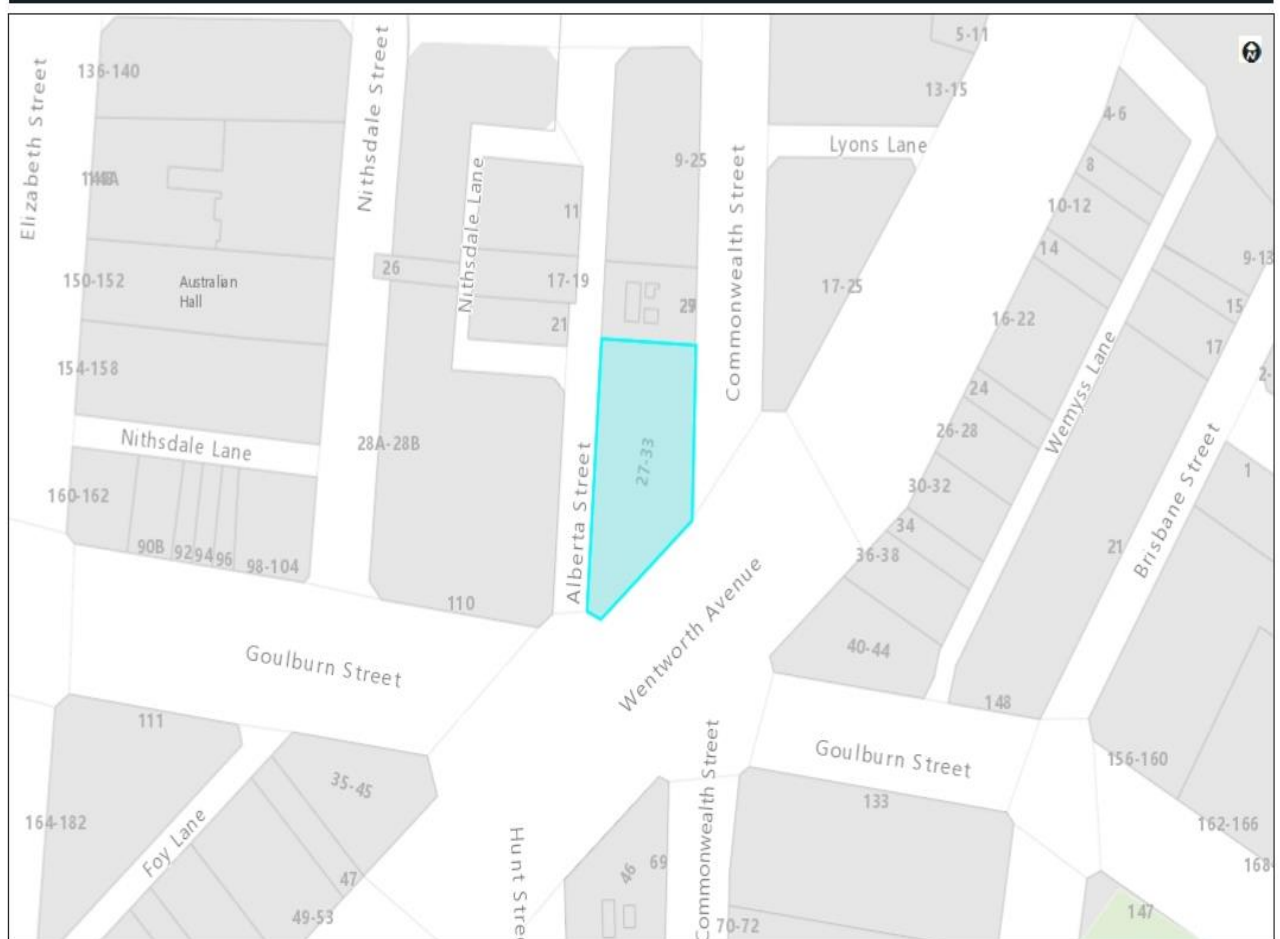 5-11
136-140
13-15
4-6
Elizabeth Street
Nithsdale Street
Lyons Lane
9-25
8
Commonwealth Street
Nithsdale Lane
10-12
11
14
9-13
150-152
Australian
Hall
26
17-19
17-25
15
21
16-22
17
154-158
Wemyss Lane
24
28A-28B
Nithsdale Lane
26-28
27-33
Alberta Street
Brisbane Street
1
160-162
30-32
34
90B
92
94
96
98-104
36-38
21
110
Wentworth Avenue
Goulburn Street
40-44
148
111
Commonwealth Street
Goulburn Street
156-160
35-45
133
164-182
Foy Lane
Hunt Stree
46
69
162-166
168-
47
49-53
70-72
147